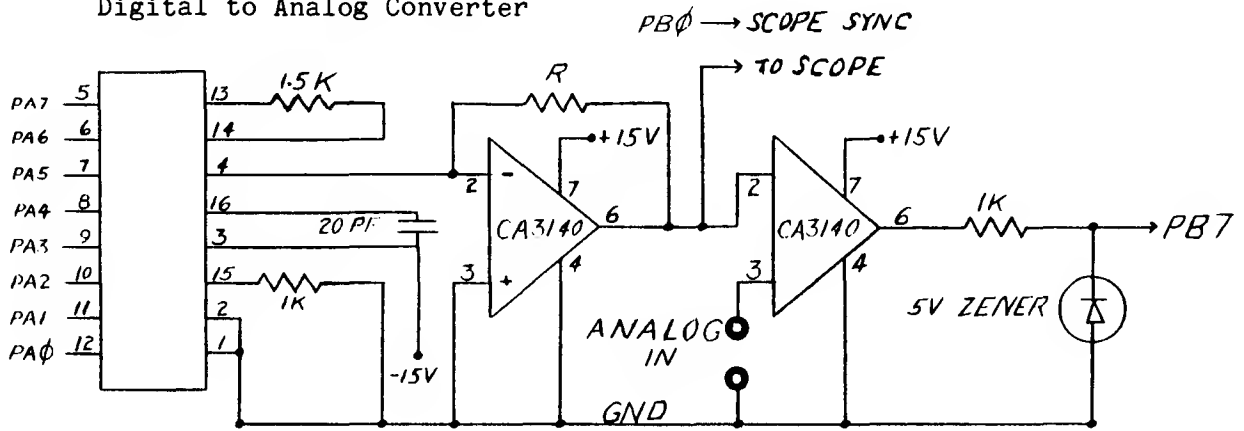 Digital to Analog Converter
PBØ → SCOPE SYNC
→ TO SCOPE
1.5 K
R
PA7 5 13
+15V
+15V
PA6 6 14
PA5 7 4
2 - 7
2 7
1K
PA4 8 16
20 PF
CA3140 6
CA3140 6
→ PB7
PA3 9 3
3 + 4
3 4
PA2 10 15
1K
5V ZENER
PA1 11 2
ANALOG IN
PAØ 12 1
-15V
GND